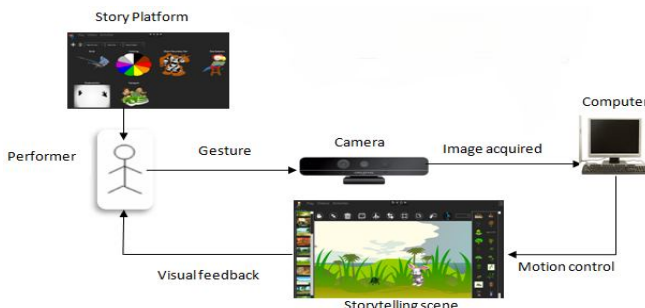 Story Platform
Computer
Camera
Performer
Gesture
Image acquired
Visual feedback
Motion control
Storytelling scene